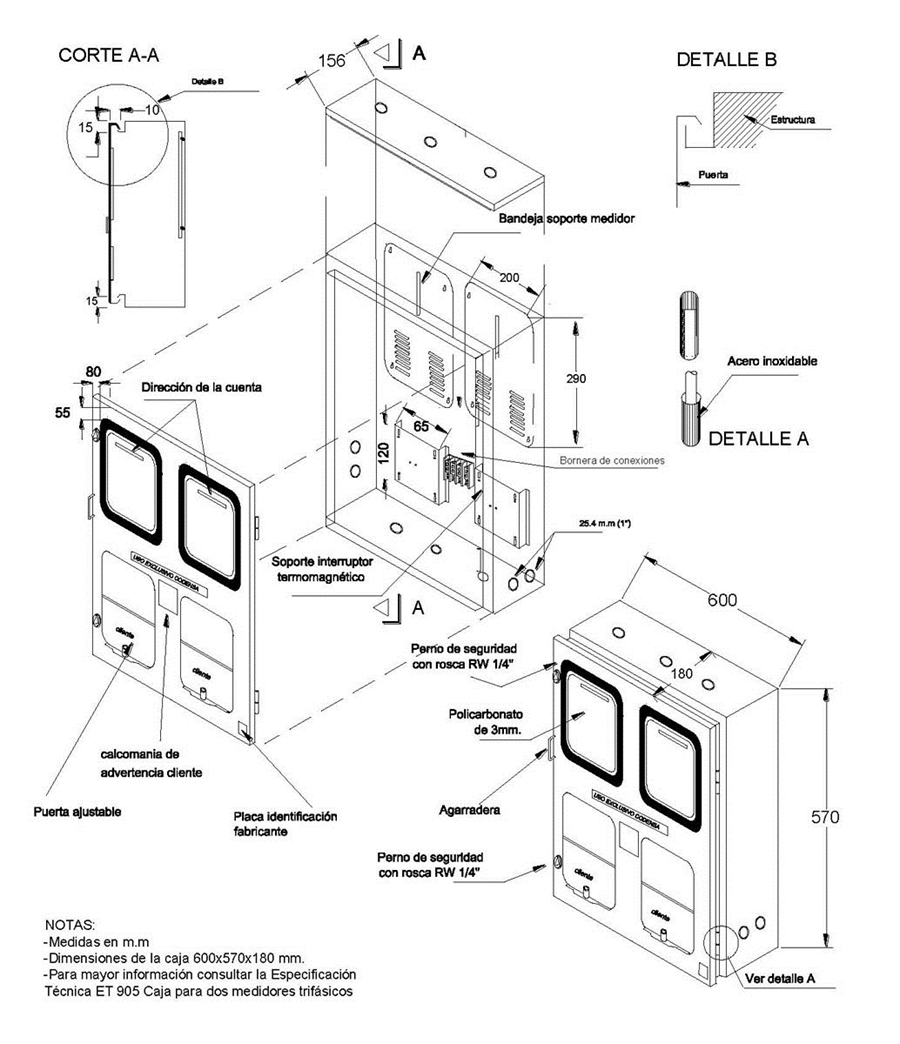 CORTE A-A
156
A
DETALLE B
Detalle B
10
15
Estructura
Puerta
Bandeja soporte medidor
200
15
290
80
Dirección de la cuenta
55
Acero inoxidable
65
120
DETALLE A
Bornera de conexiones
25.4 m.m (1")
USO EXCLUSIVO CODENSA
Soporte interruptor
termomagnético
A
600
cliente
cliente
Perno de seguridad
con rosca RW 1/4"
180
Policarbonato
de 3mm.
calcomania de
advertencia cliente
Agarradera
Puerta ajustable
Placa identificación
fabricante
USO EXCLUSIVO CODENSA
570
Perno de seguridad
con rosca RW 1/4"
cliente
cliente
NOTAS:
-Medidas en m.m
-Dimensiones de la caja 600x570x180 mm.
-Para mayor información consultar la Especificación
Técnica ET 905 Caja para dos medidores trifásicos
Ver detalle A